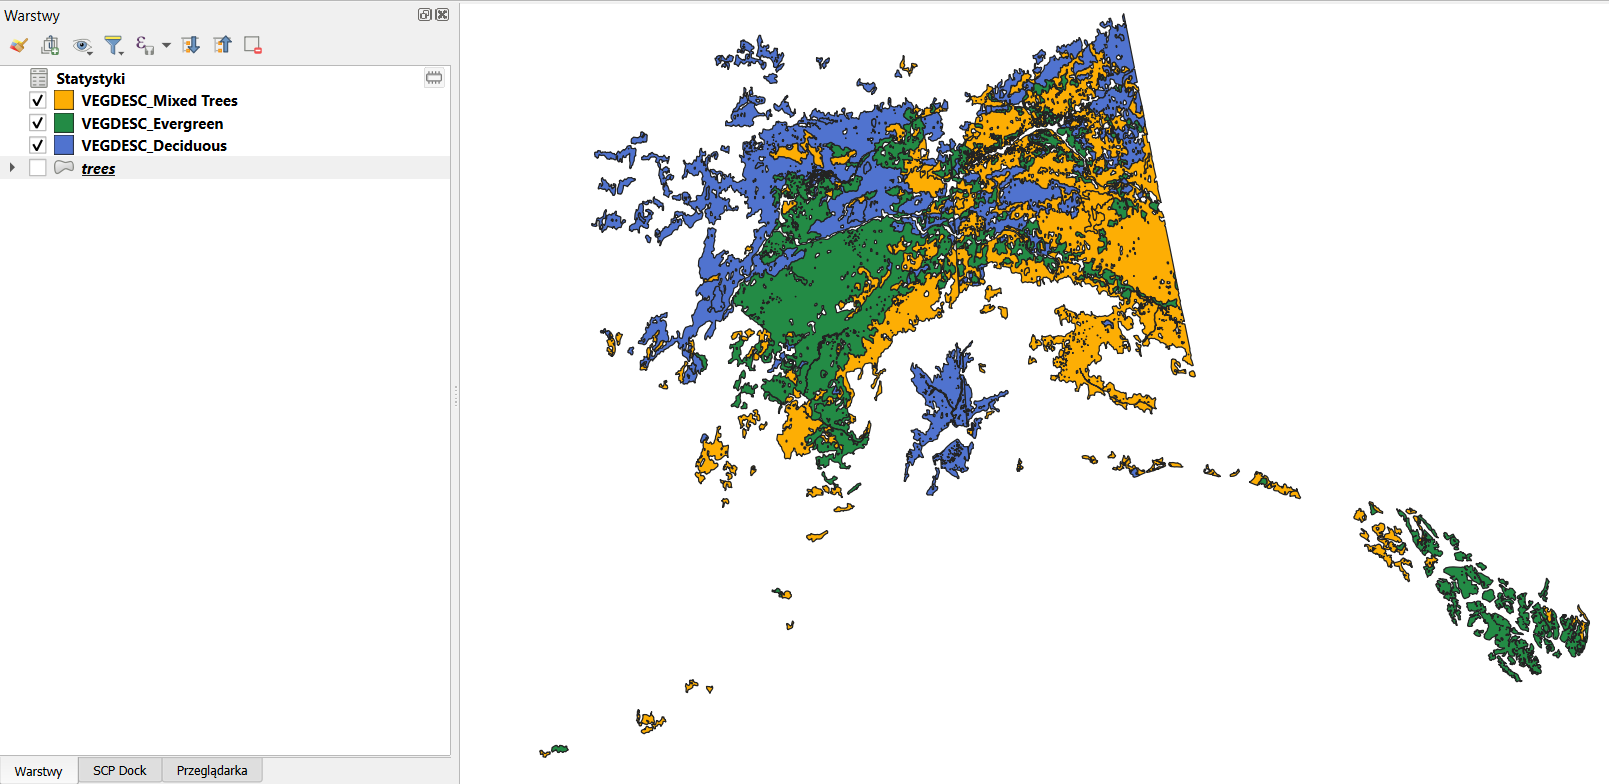 Warstwy
Statystyki
VEGDESC_Mixed Trees
VEGDESC_Evergreen
VEGDESC_Deciduous
trees
Warstwy
SCP Dock
Przeglądarka